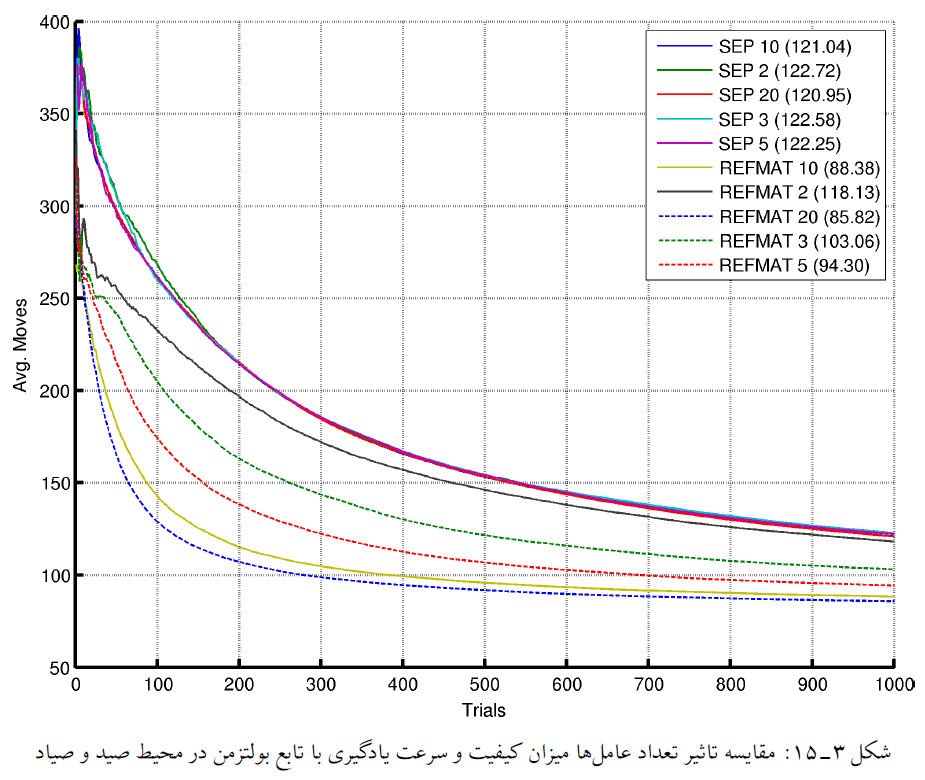 400
350
300
250
200
150
100
50
Avg. Moves
SEP 10 (121.04)
SEP 2 (122.72)
SEP 20 (120.95)
SEP 3 (122.58)
SEP 5 (122.25)
REFMAT 10 (88.38)
REFMAT 2 (118.13)
REFMAT 20 (85.82)
REFMAT 3 (103.06)
REFMAT 5 (94.30)
0 100 200 300 400 500 600 700 800 900 1000
Trials
شکل ۳ـ۱۵: مقایسه تاثیر تعداد عامل‌ها میزان کیفیت و سرعت یادگیری با تابع بولتزمن در محیط صید و صیاد